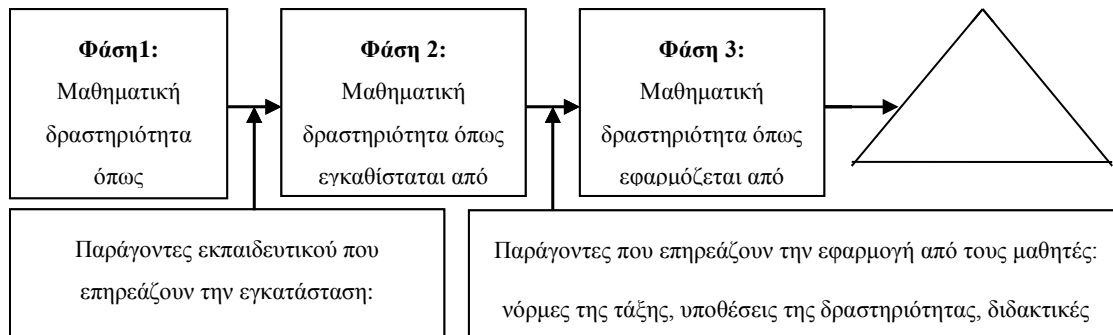 Φάση1:
Μαθηματική
δραστηριότητα
όπως
Φάση 2:
Μαθηματική
δραστηριότητα όπως
εγκαθίσταται από
Φάση 3:
Μαθηματική
δραστηριότητα όπως
εφαρμόζεται από
Παράγοντες εκπαιδευτικού που
επηρεάζουν την εγκατάσταση:
Παράγοντες που επηρεάζουν την εφαρμογή από τους μαθητές:
νόρμες της τάξης, υποθέσεις της δραστηριότητας, διδακτικές